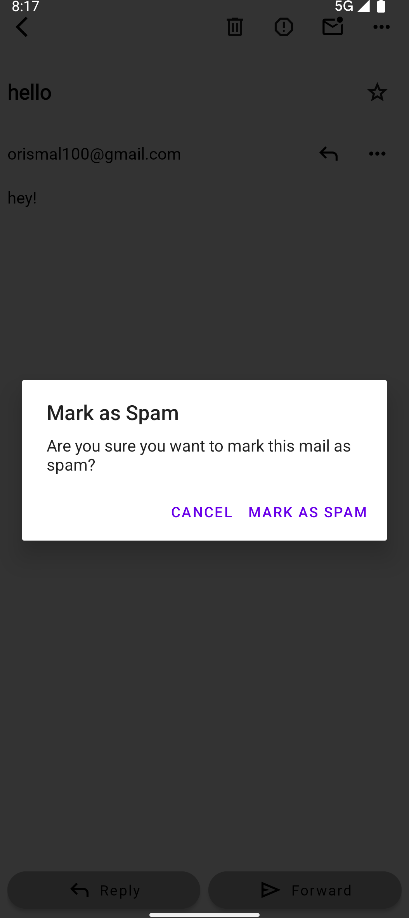 8:17
5G
hello
orismal100@gmail.com
hey!
Mark as Spam
Are you sure you want to mark this mail as
spam?
CANCEL MARK AS SPAM
Reply Forward